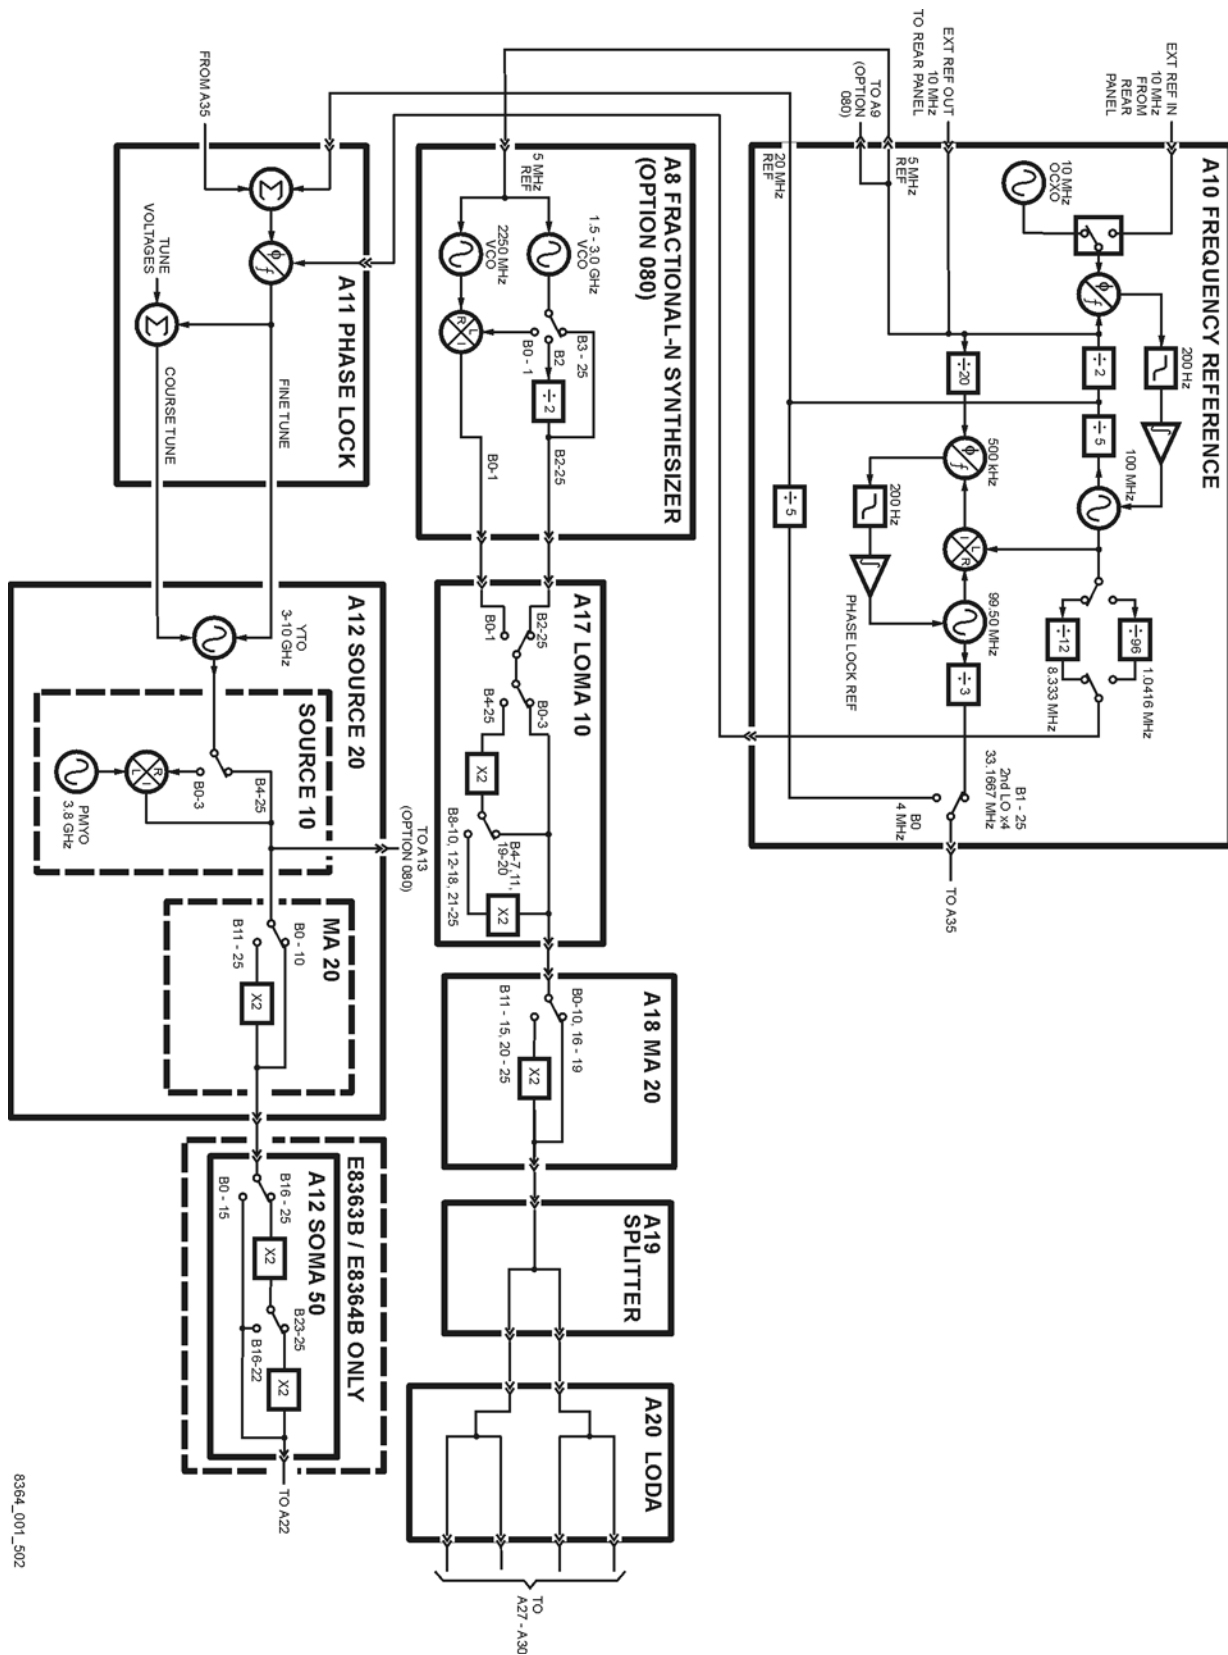 A10 FREQUENCY REFERENCE
EXT REF IN
10 MHz
FROM
REAR
PANEL
EXT REF OUT
10 MHz
TO REAR PANEL
TO A9
(OPTION
080)
10 MHz
OCXO
ϕ
f
200 Hz
÷ 2
÷ 5
100 MHz
÷96
1.0416 MHz
÷12
8.333 MHz
÷20
500 kHz
ϕ
f
200 Hz
L
I
R
99.50 MHz
÷ 3
PHASE LOCK REF
5 MHz
REF
20 MHz
REF
÷ 5
B1 - 25
2nd LO x4
33.1667 MHz
B0
4 MHz
TO A35
A8 FRACTIONAL-N SYNTHESIZER
(OPTION 080)
5 MHz
REF
1.5 - 3.0 GHz
VCO
2250 MHz
VCO
L
R
I
B3 - 25
B2
B0 - 1
÷ 2
B2-25
B0-1
A17 LOMA 10
B2-25
B0-1
B0-3
B4-25
X2
B4-7,11,
19-20
B8-10, 12-18, 21-25
X2
A18 MA 20
B0-10, 16 - 19
B11 - 15, 20 - 25
X2
A19
SPLITTER
A20 LODA
TO
A27 - A30
A11 PHASE LOCK
FROM A35
Σ
ϕ
f
TUNE
VOLTAGES
Σ
FINE TUNE
COURSE TUNE
A12 SOURCE 20
YTO
3-10 GHz
SOURCE 10
B4-25
B0-3
R
L
I
PMYO
3.8 GHz
TO A13
(OPTION 080)
MA 20
B0 - 10
B11 - 25
X2
E8363B / E8364B ONLY
A12 SOMA 50
B16 - 25
B0 - 15
X2
B23-25
B16-22
X2
TO A22
8364_001_502